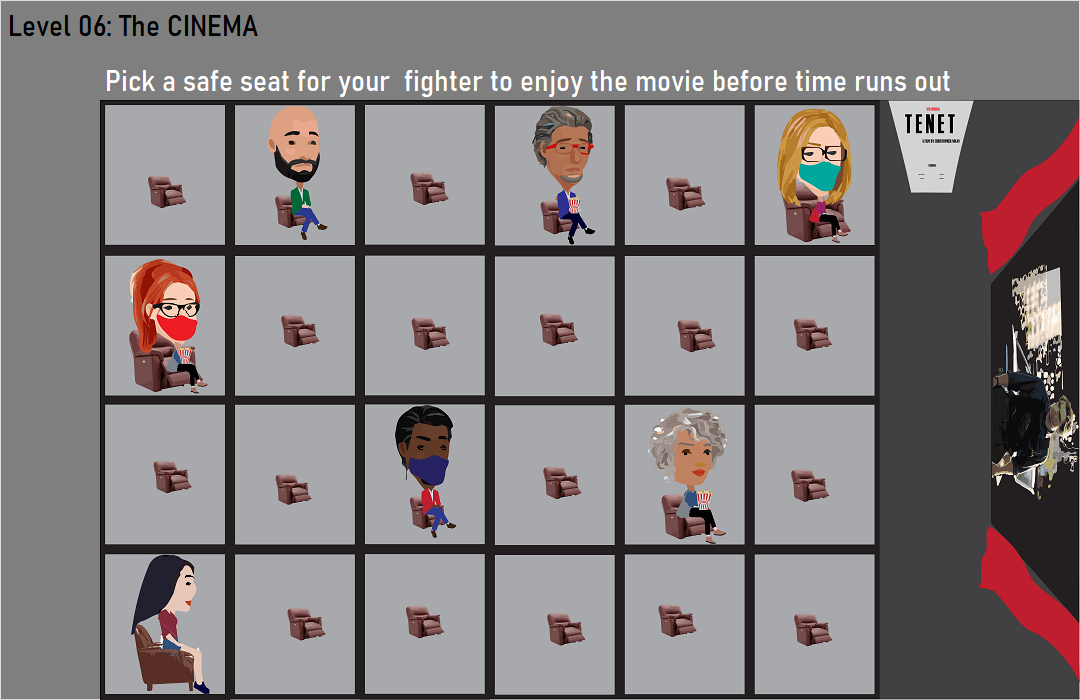 Level 06: The CINEMA
Pick a safe seat for your fighter to enjoy the movie before time runs out
TENET